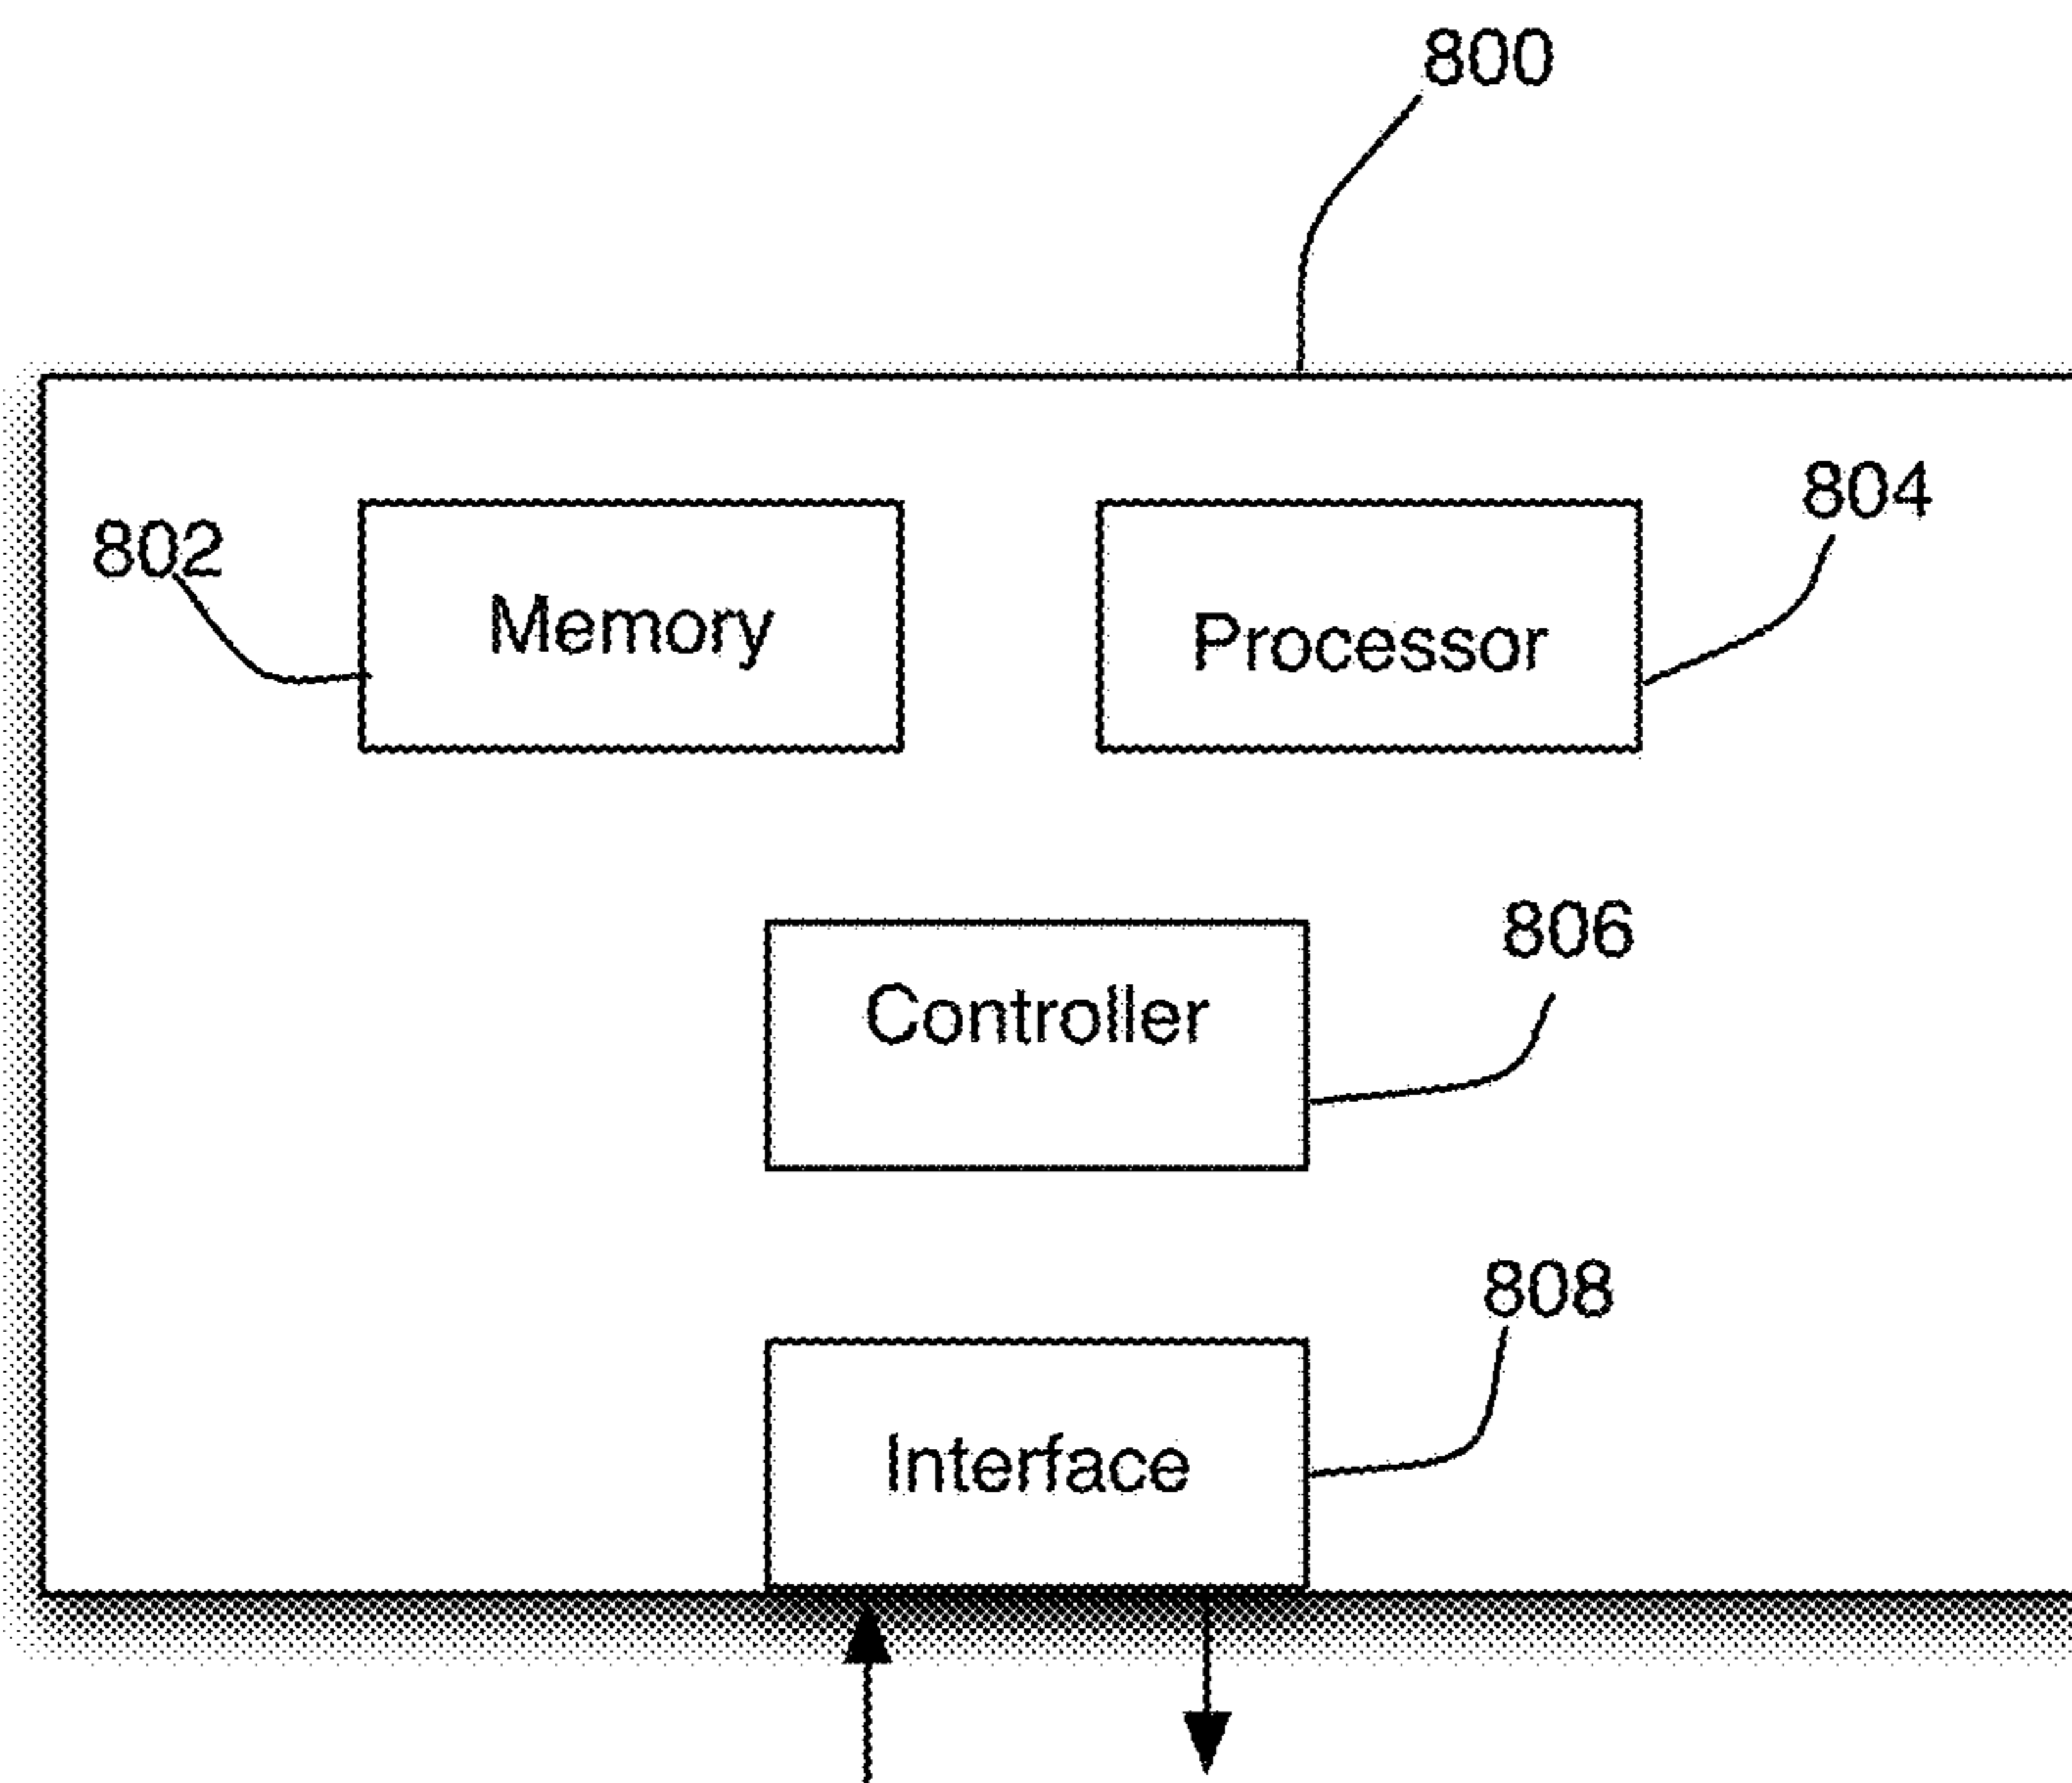 800
804
802
Memory
Processor
806
Controller
808
Interface